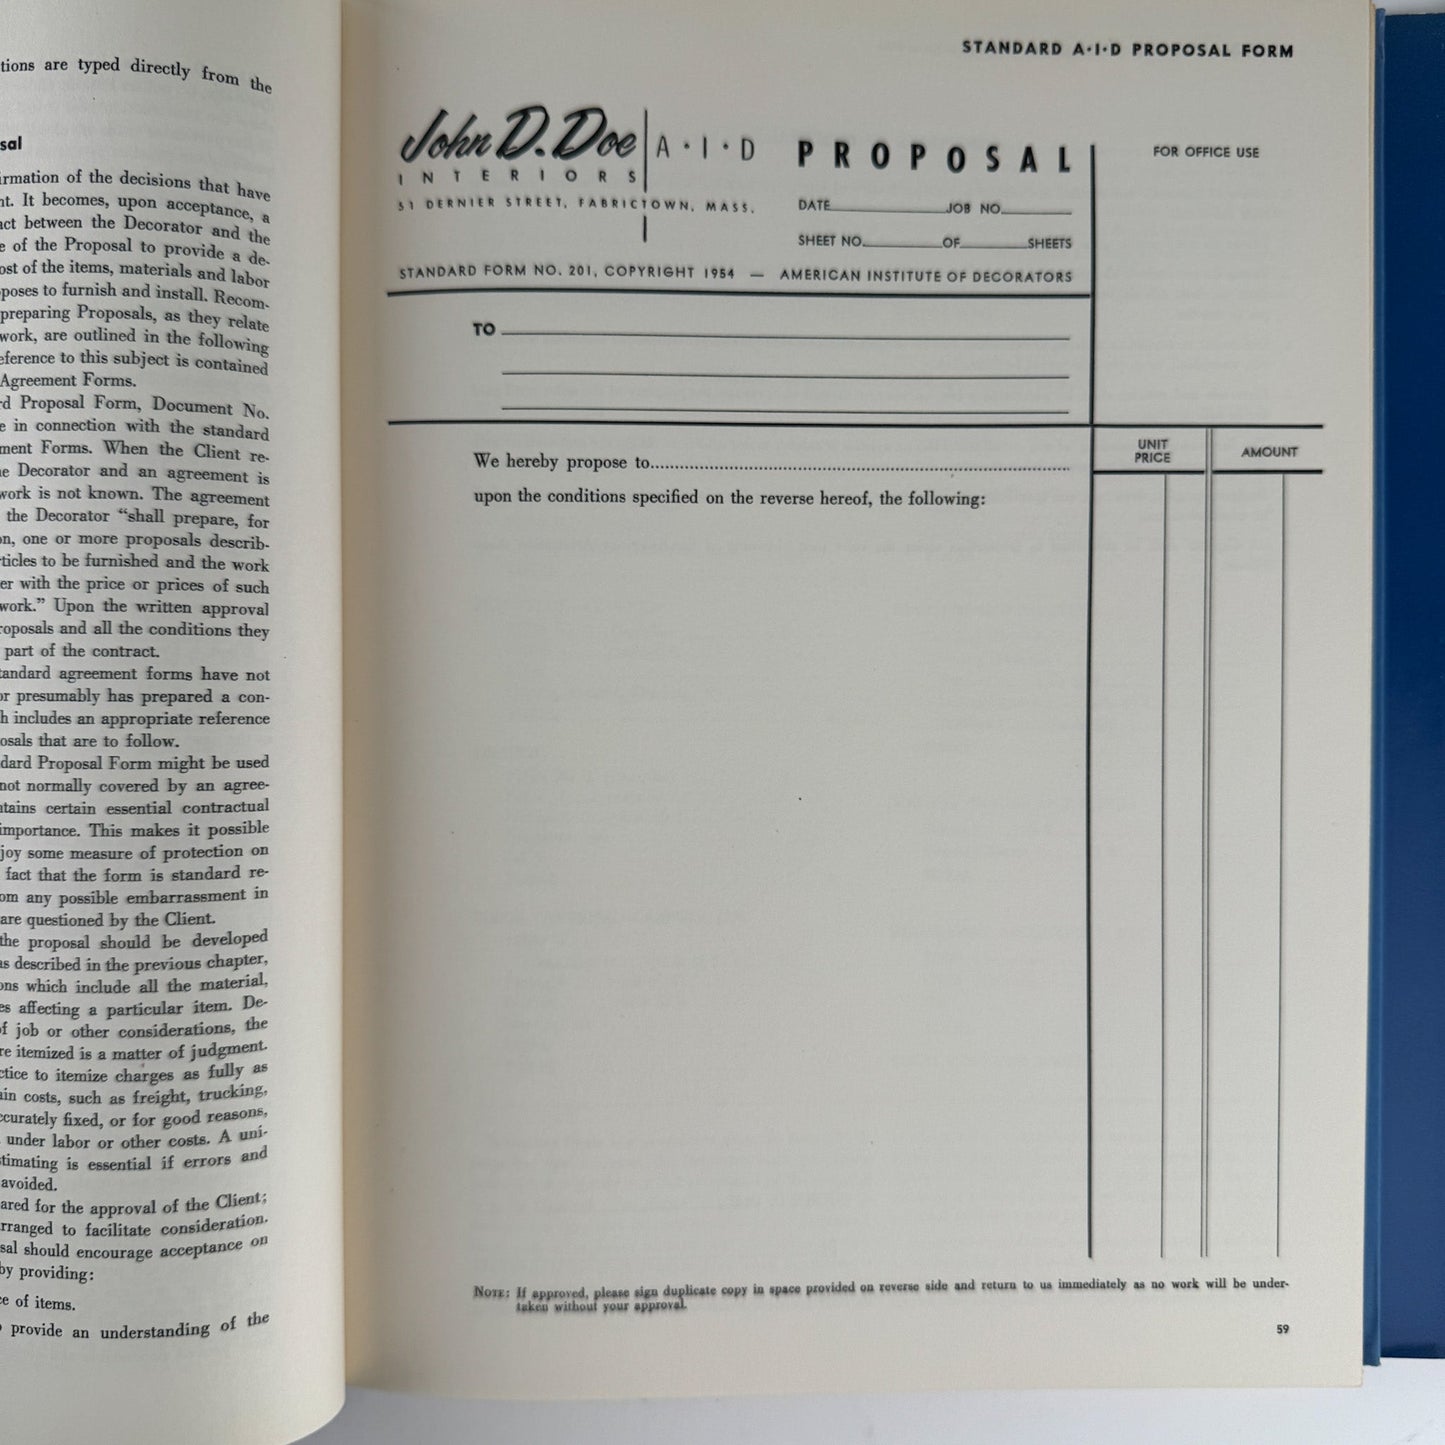 tions are typed directly from the
sal
irmation of the decisions that have
nt. It becomes, upon acceptance, a
act between the Decorator and the
e of the Proposal to provide a de-
ost of the items, materials and labor
poses to furnish and install. Recom-
preparing Proposals, as they relate
work, are outlined in the following
eference to this subject is contained
Agreement Forms.
rd Proposal Form, Document No.
e in connection with the standard
ment Forms. When the Client re-
ne Decorator and an agreement is
work is not known. The agreement
the Decorator “shall prepare, for
on, one or more proposals describ-
rticles to be furnished and the work
er with the price or prices of such
work.” Upon the written approval
roposals and all the conditions they
part of the contract.
tandard agreement forms have not
or presumably has prepared a con-
h includes an appropriate reference
osals that are to follow.
dard Proposal Form might be used
not normally covered by an agree-
ntains certain essential contractual
importance. This makes it possible
joy some measure of protection on
fact that the form is standard re-
om any possible embarrassment in
are questioned by the Client.
the proposal should be developed
as described in the previous chapter,
ons which include all the material,
es affecting a particular item. De-
of job or other considerations, the
re itemized is a matter of judgment.
ctice to itemize charges as fully as
ain costs, such as freight, trucking,
ccurately fixed, or for good reasons,
under labor or other costs. A uni-
stimating is essential if errors and
avoided.
ared for the approval of the Client;
rranged to facilitate consideration.
sal should encourage acceptance on
by providing:
ce of items.
o provide an understanding of the
STANDARD A·I·D PROPOSAL FORM
John D. Doe A·I·D
INTERIORS
51 DERNIER STREET, FABRICTOWN, MASS.
PROPOSAL
DATE JOB NO.
SHEET NO. OF SHEETS
FOR OFFICE USE
STANDARD FORM NO. 201, COPYRIGHT 1954 — AMERICAN INSTITUTE OF DECORATORS
TO
UNIT PRICE AMOUNT
We hereby propose to
upon the conditions specified on the reverse hereof, the following:
NOTE: If approved, please sign duplicate copy in space provided on reverse side and return to us immediately as no work will be under-
taken without your approval.
59